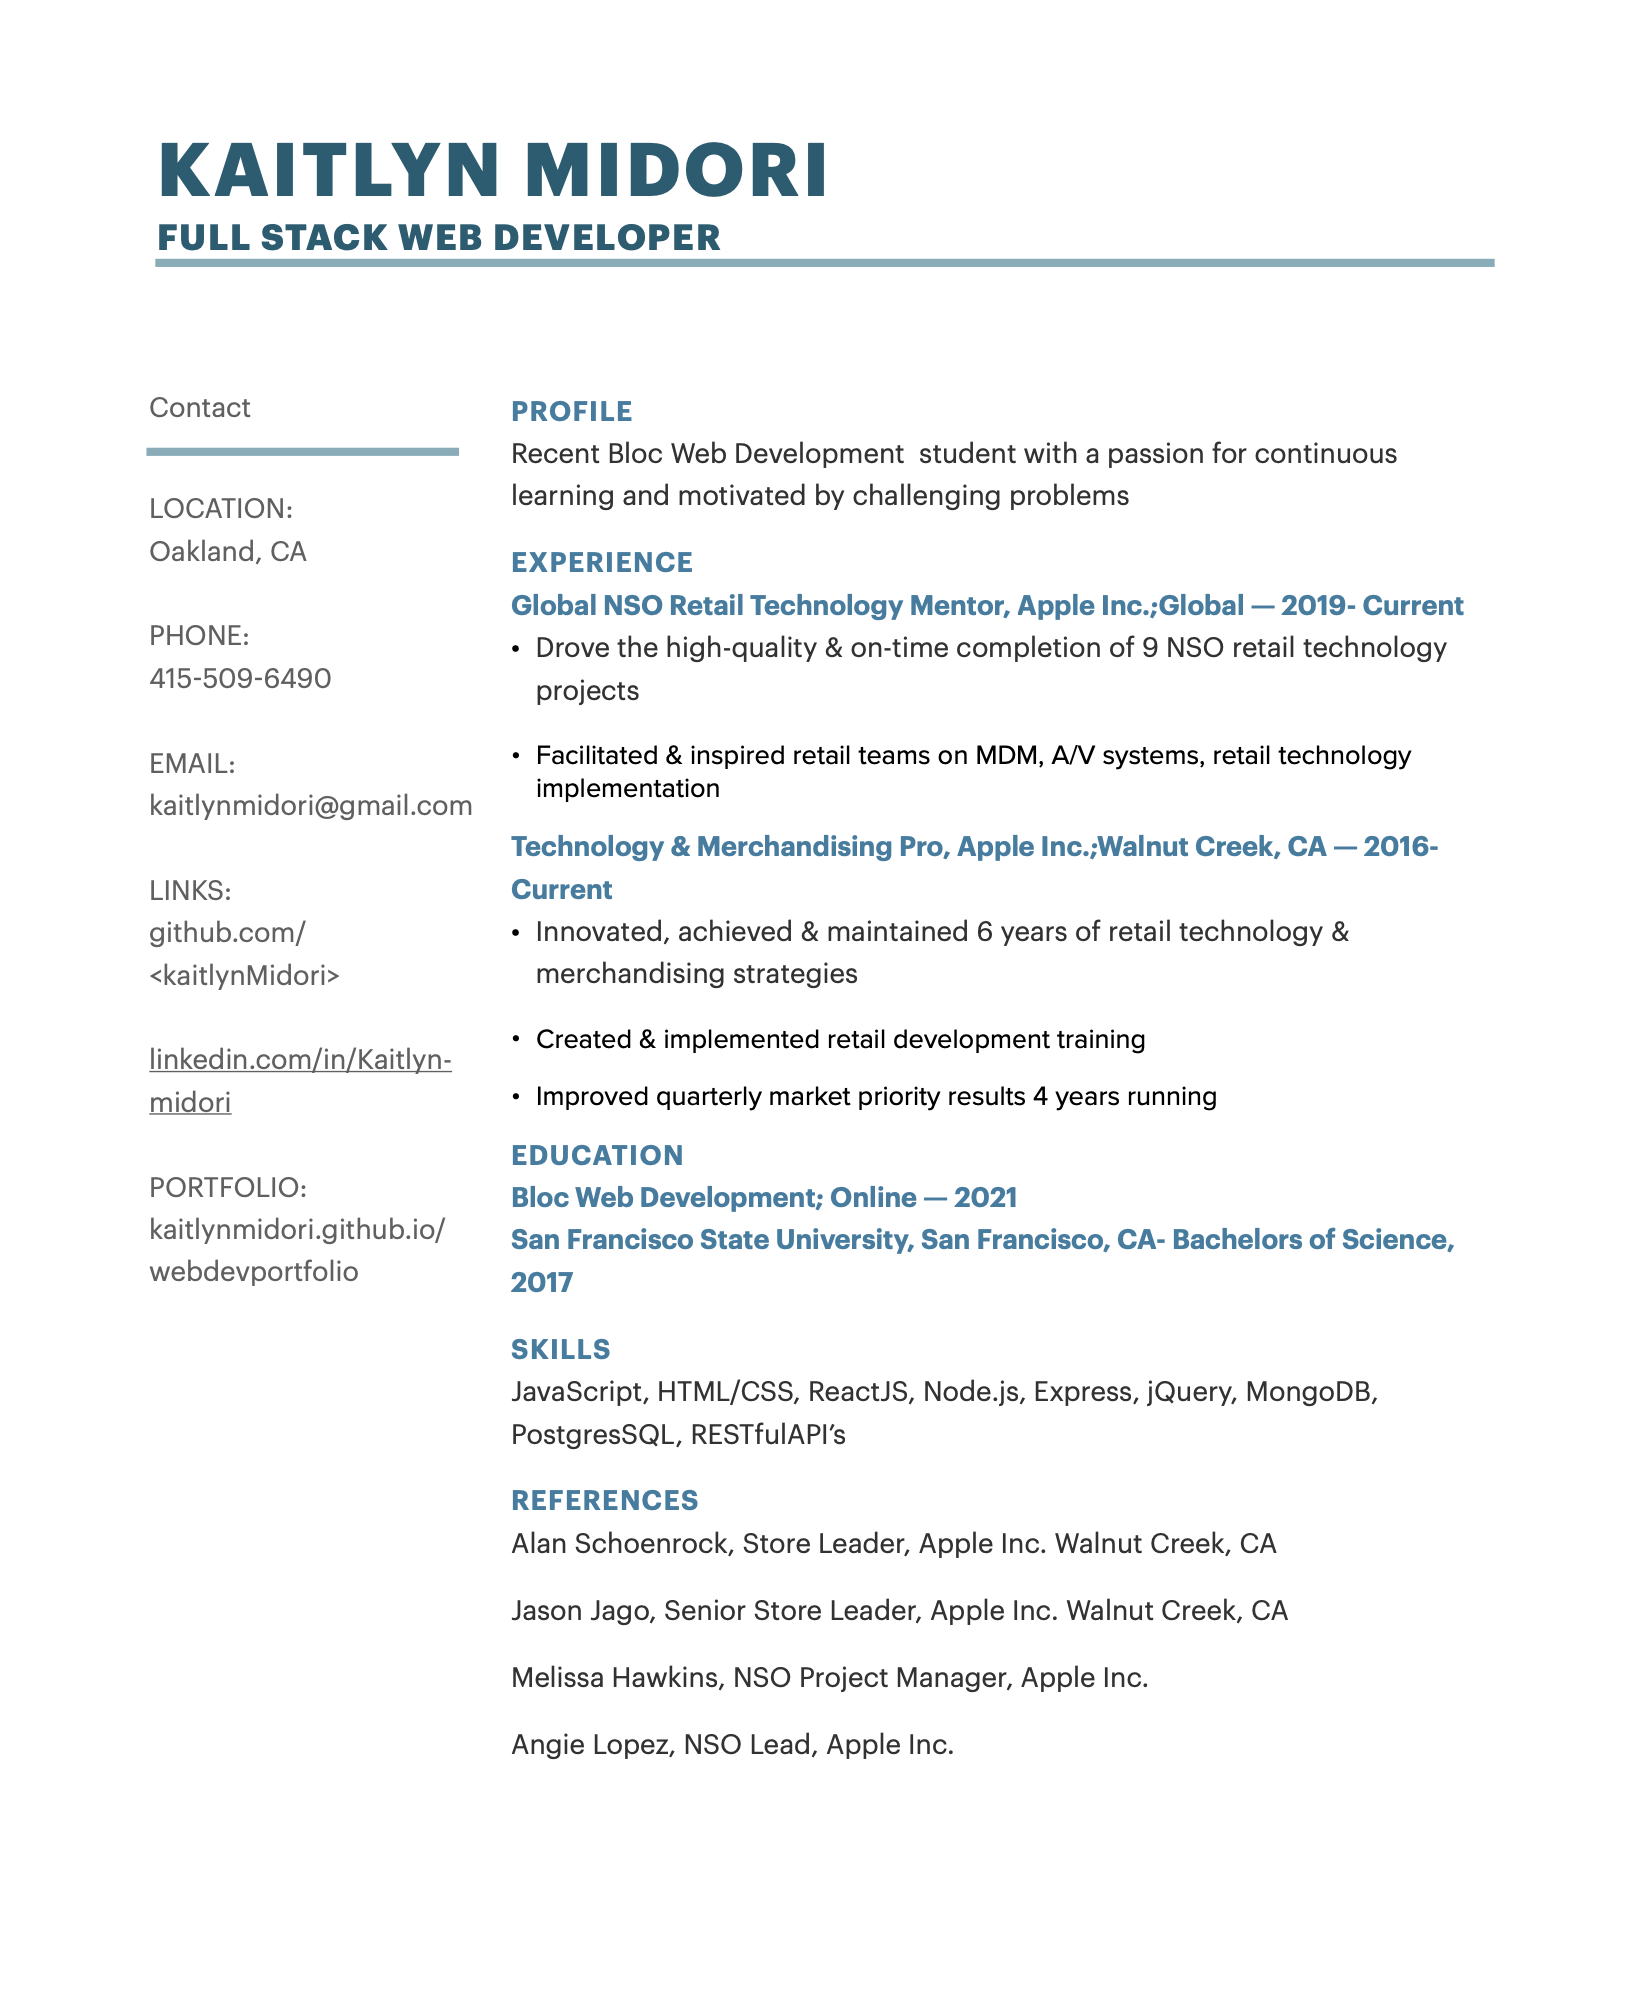 KAITLYN MIDORI
FULL STACK WEB DEVELOPER
Contact
LOCATION:
Oakland, CA
PHONE:
415-509-6490
EMAIL:
kaitlynmidori@gmail.com
LINKS:
github.com/
<kaitlynMidori>
linkedin.com/in/Kaitlyn-
midori
PORTFOLIO:
kaitlynmidori.github.io/
webdevportfolio
PROFILE
Recent Bloc Web Development  student with a passion for continuous
learning and motivated by challenging problems
EXPERIENCE
Global NSO Retail Technology Mentor, Apple Inc.;Global — 2019- Current
• Drove the high-quality & on-time completion of 9 NSO retail technology
projects
• Facilitated & inspired retail teams on MDM, A/V systems, retail technology
implementation
Technology & Merchandising Pro, Apple Inc.;Walnut Creek, CA — 2016-
Current
• Innovated, achieved & maintained 6 years of retail technology &
merchandising strategies
• Created & implemented retail development training
• Improved quarterly market priority results 4 years running
EDUCATION
Bloc Web Development; Online — 2021
San Francisco State University, San Francisco, CA- Bachelors of Science,
2017
SKILLS
JavaScript, HTML/CSS, ReactJS, Node.js, Express, jQuery, MongoDB,
PostgresSQL, RESTfulAPI’s
REFERENCES
Alan Schoenrock, Store Leader, Apple Inc. Walnut Creek, CA
Jason Jago, Senior Store Leader, Apple Inc. Walnut Creek, CA
Melissa Hawkins, NSO Project Manager, Apple Inc.
Angie Lopez, NSO Lead, Apple Inc.